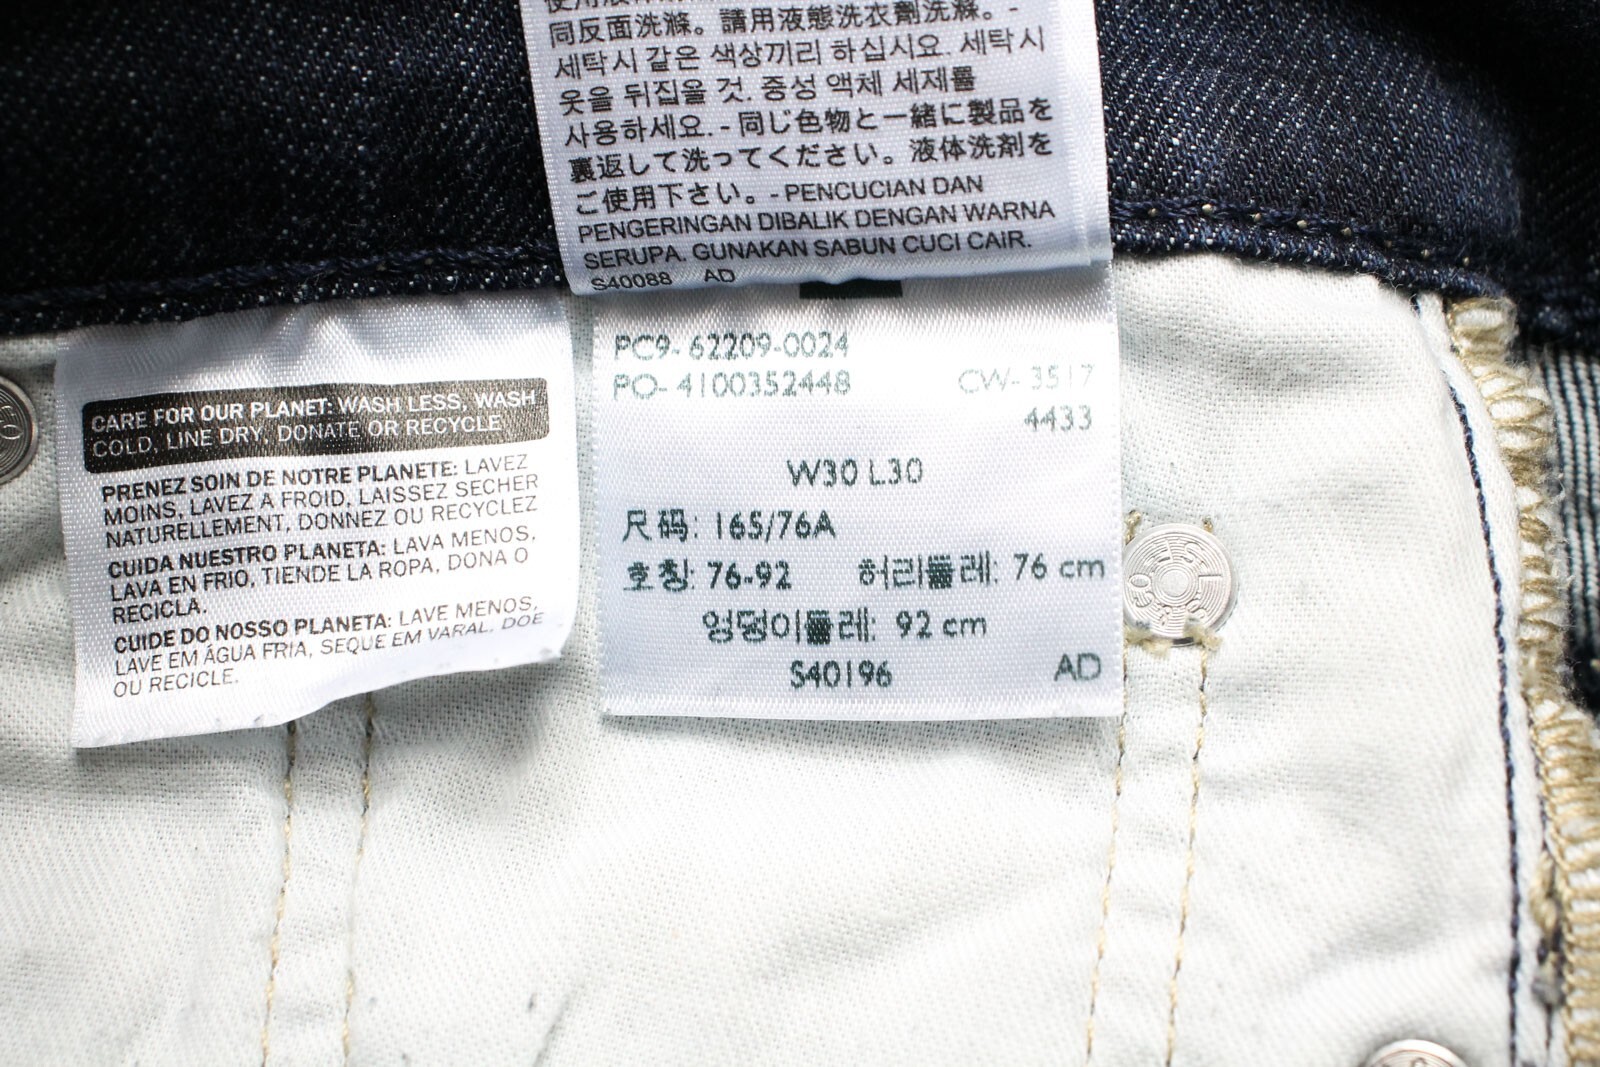 同反面洗滌。請用液態洗衣劑洗滌。-
세탁시 같은 색상끼리 하십시요. 세탁시
옷을 뒤집을 것. 중성 액체 세제를
사용하세요. - 同じ色物と一緒に製品を
裏返して洗ってください。液体洗剤を
ご使用下さい。- PENCUCIAN DAN
PENGERINGAN DIBALIK DENGAN WARNA
SERUPA. GUNAKAN SABUN CUCI CAIR.
S40088 AD
CARE FOR OUR PLANET: WASH LESS, WASH
COLD, LINE DRY, DONATE OR RECYCLE
PRENEZ SOIN DE NOTRE PLANETE: LAVEZ
MOINS, LAVEZ A FROID, LAISSEZ SECHER
NATURELLEMENT, DONNEZ OU RECYCLEZ
CUIDA NUESTRO PLANETA: LAVA MENOS,
LAVA EN FRIO, TIENDE LA ROPA, DONA O
RECICLA.
CUIDE DO NOSSO PLANETA: LAVE MENOS,
LAVE EM ÁGUA FRIA, SEQUE EM VARAL, DOE
OU RECICLE.
PC9- 62209-0024
PO- 4100352448 CW- 3517
4433
W30 L30
尺码: 165/76A
호칭: 76-92 허리둘레: 76 cm
엉덩이둘레: 92 cm
S40196 AD